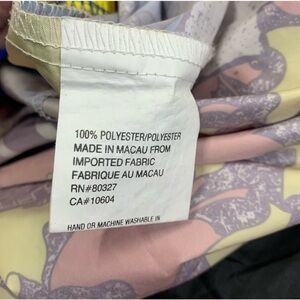 100% POLYESTER/POLYESTER
MADE IN MACAU FROM
IMPORTED FABRIC
FABRIQUE AU MACAU
RN#80327
CA#10604
HAND OR MACHINE WASHABLE IN